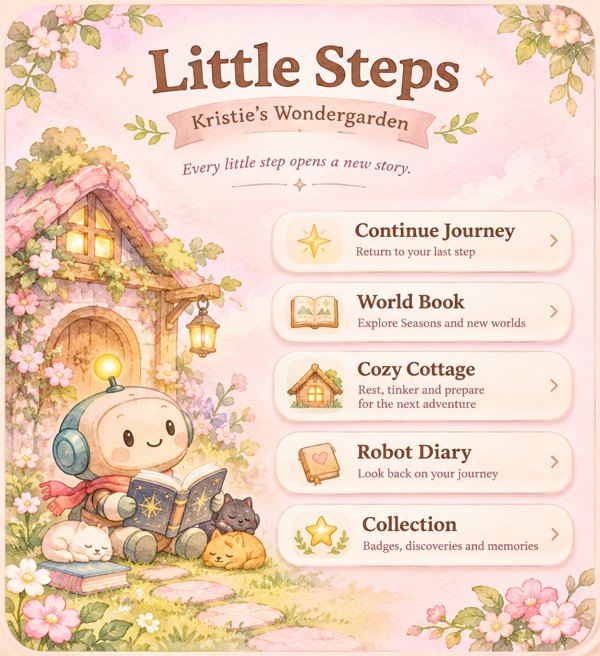 Little Steps
Kristie's Wondergarden
Every little step opens a new story.
Continue Journey
Return to your last step
World Book
Explore Seasons and new worlds
Cozy Cottage
Rest, tinker and prepare
for the next adventure
Robot Diary
Look back on your journey
Collection
Badges, discoveries and memories